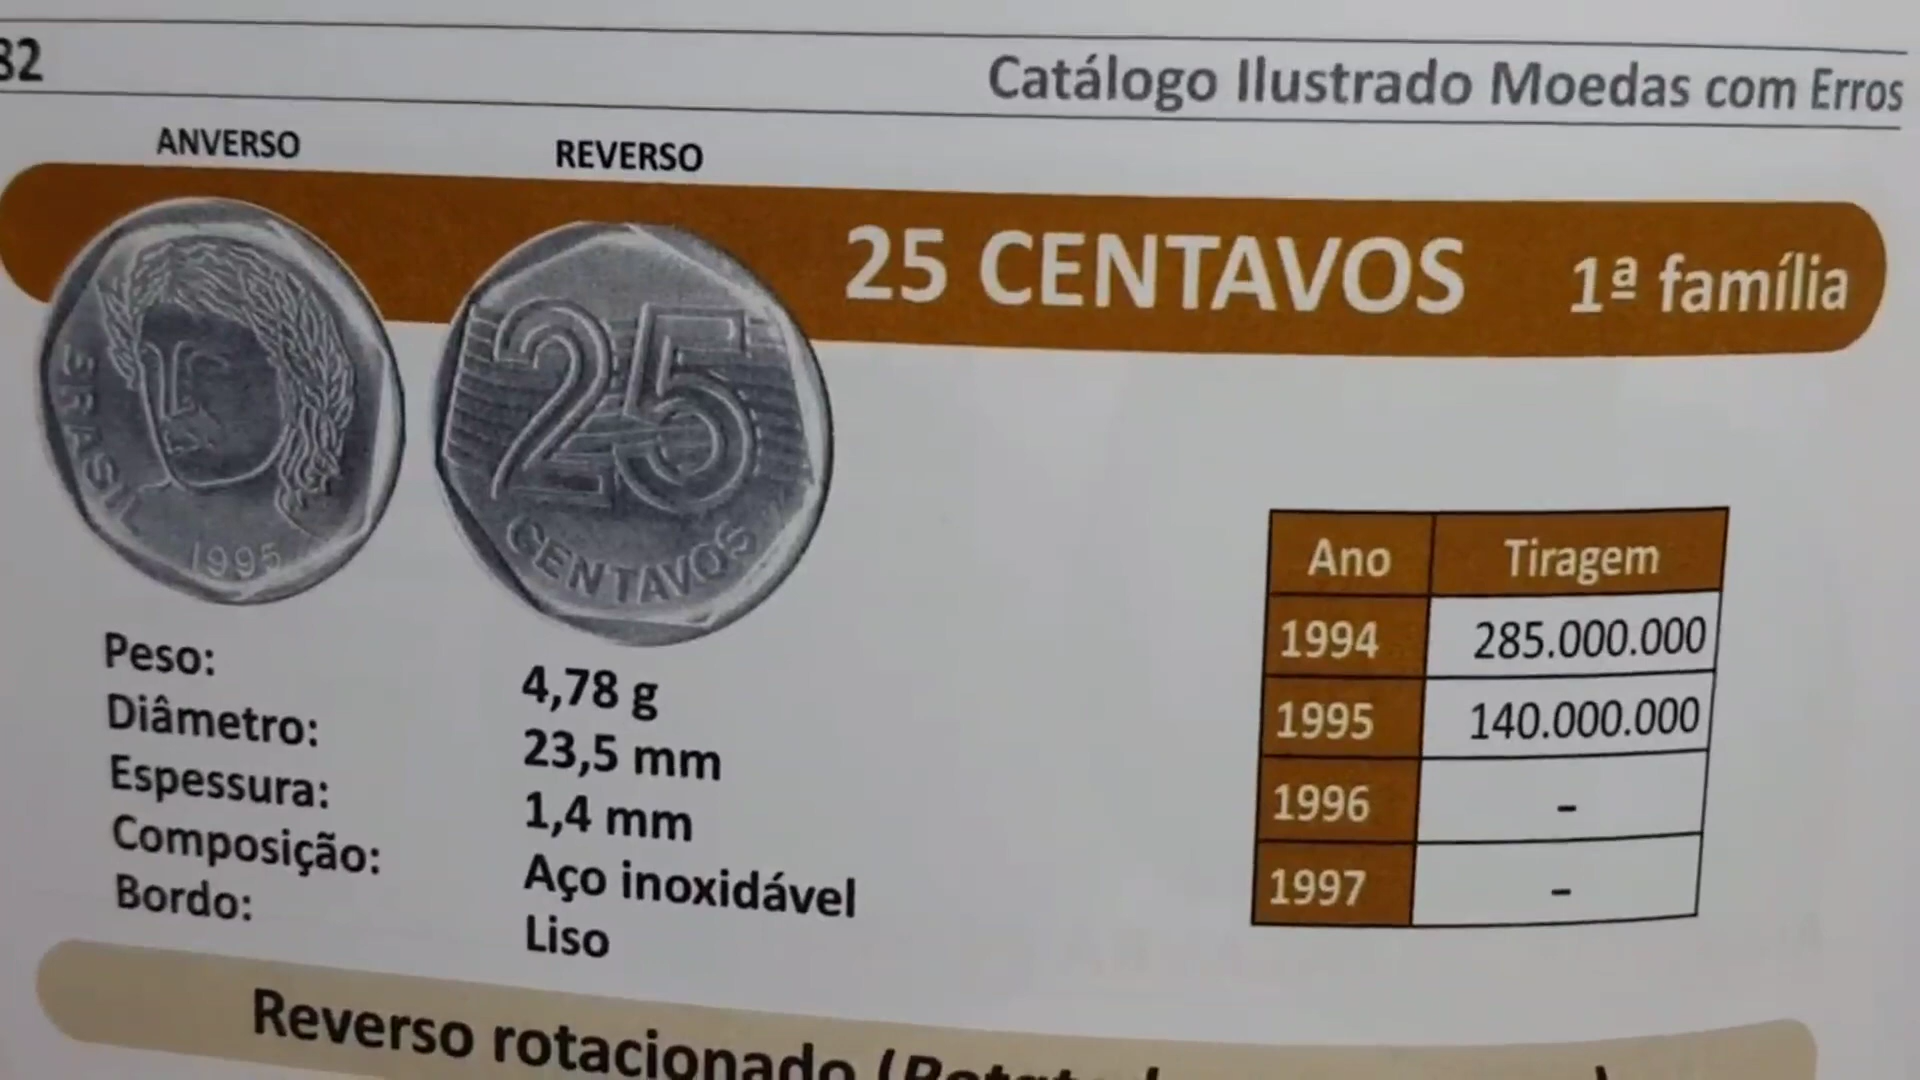 32
Catálogo Ilustrado Moedas com Erros
ANVERSO
REVERSO
25 CENTAVOS 1ª família
BRASIL
1995
25
CENTAVOS
Peso: 4,78 g
Diâmetro: 23,5 mm
Espessura: 1,4 mm
Composição: Aço inoxidável
Bordo: Liso
Ano Tiragem
1994 285.000.000
1995 140.000.000
1996 -
1997 -
Reverso rotacionado